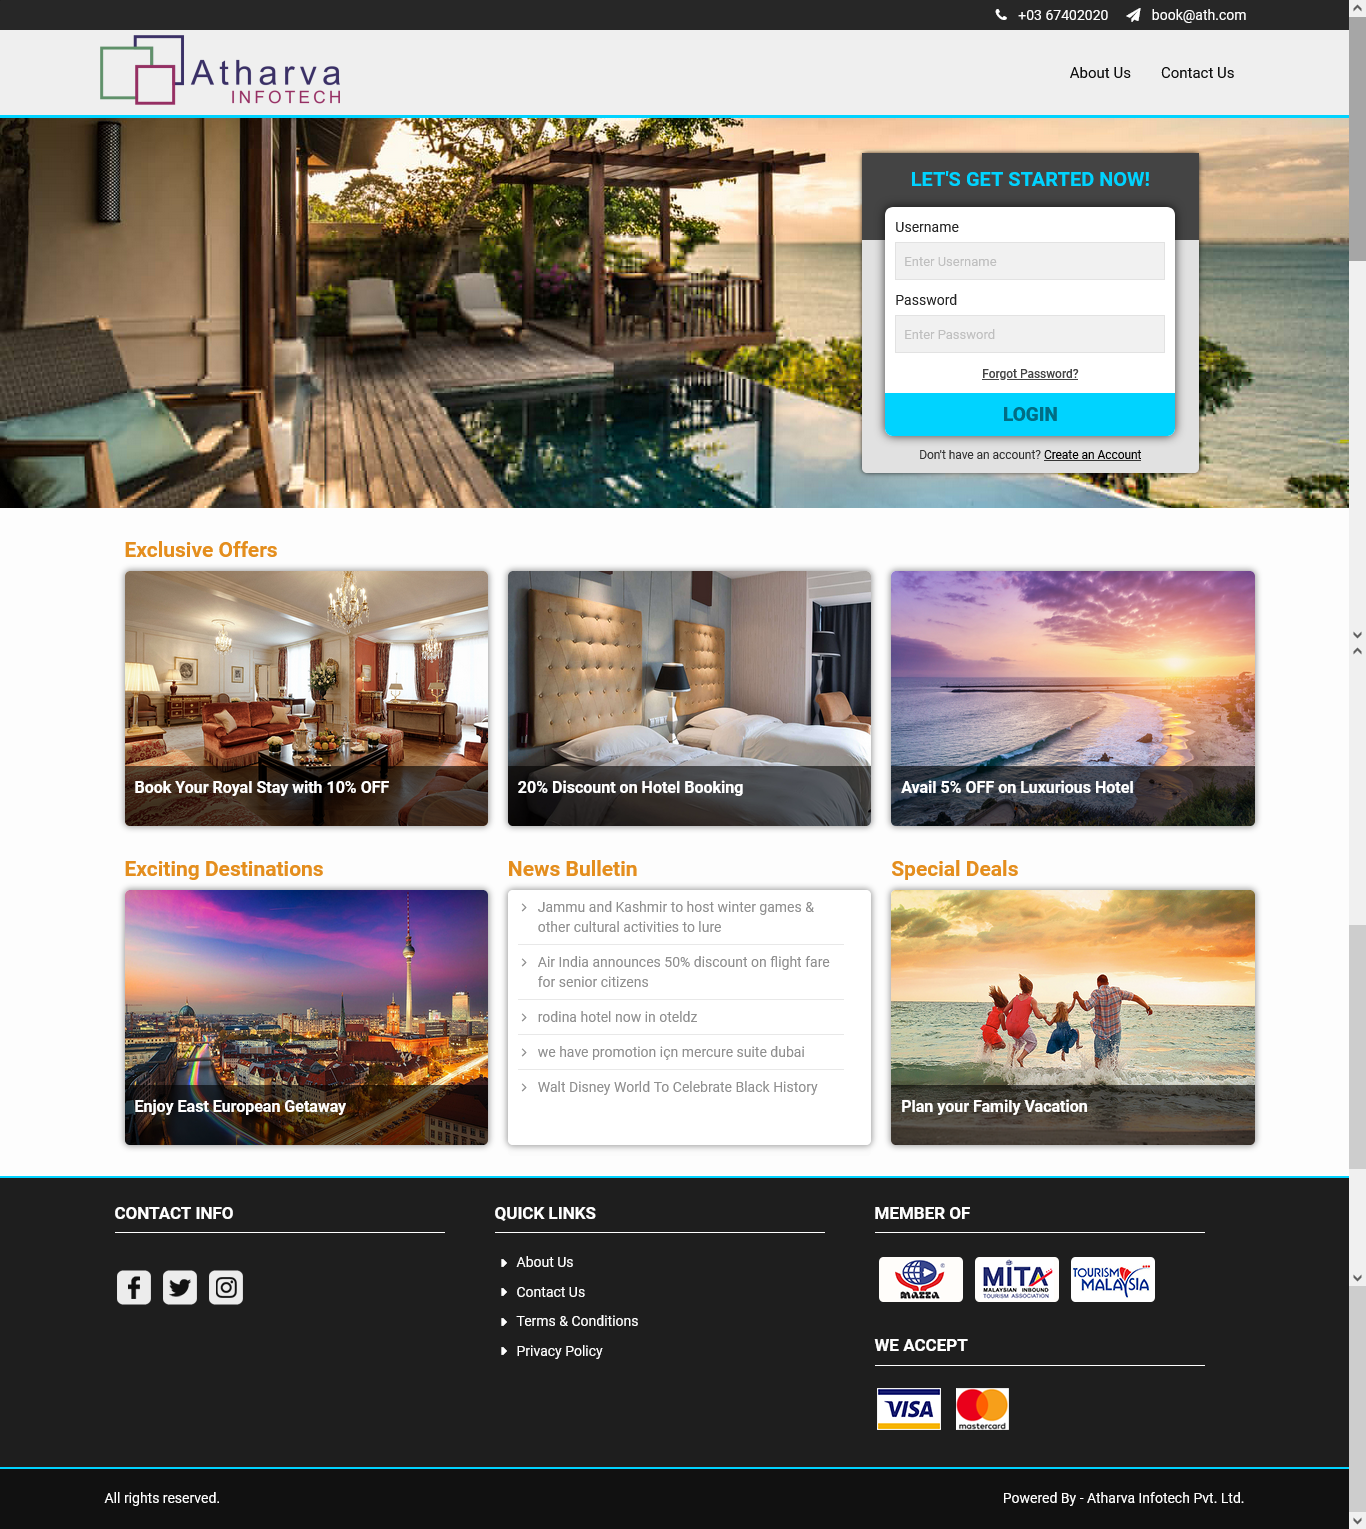 +03 67402020 book@ath.com
Atharva
INFOTECH
About Us Contact Us
LET'S GET STARTED NOW!
Username
Enter Username
Password
Enter Password
Forgot Password?
LOGIN
Don't have an account? Create an Account
Exclusive Offers
Book Your Royal Stay with 10% OFF
20% Discount on Hotel Booking
Avail 5% OFF on Luxurious Hotel
Exciting Destinations
Enjoy East European Getaway
News Bulletin
Jammu and Kashmir to host winter games &
other cultural activities to lure
Air India announces 50% discount on flight fare
for senior citizens
rodina hotel now in oteldz
we have promotion içn mercure suite dubai
Walt Disney World To Celebrate Black History
Special Deals
Plan your Family Vacation
CONTACT INFO
QUICK LINKS
About Us
Contact Us
Terms & Conditions
Privacy Policy
MEMBER OF
mazza
MITA
MALAYSIAN INBOUND
TOURISM ASSOCIATION
TOURISM
MALAYSIA
WE ACCEPT
VISA
mastercard
All rights reserved.
Powered By - Atharva Infotech Pvt. Ltd.